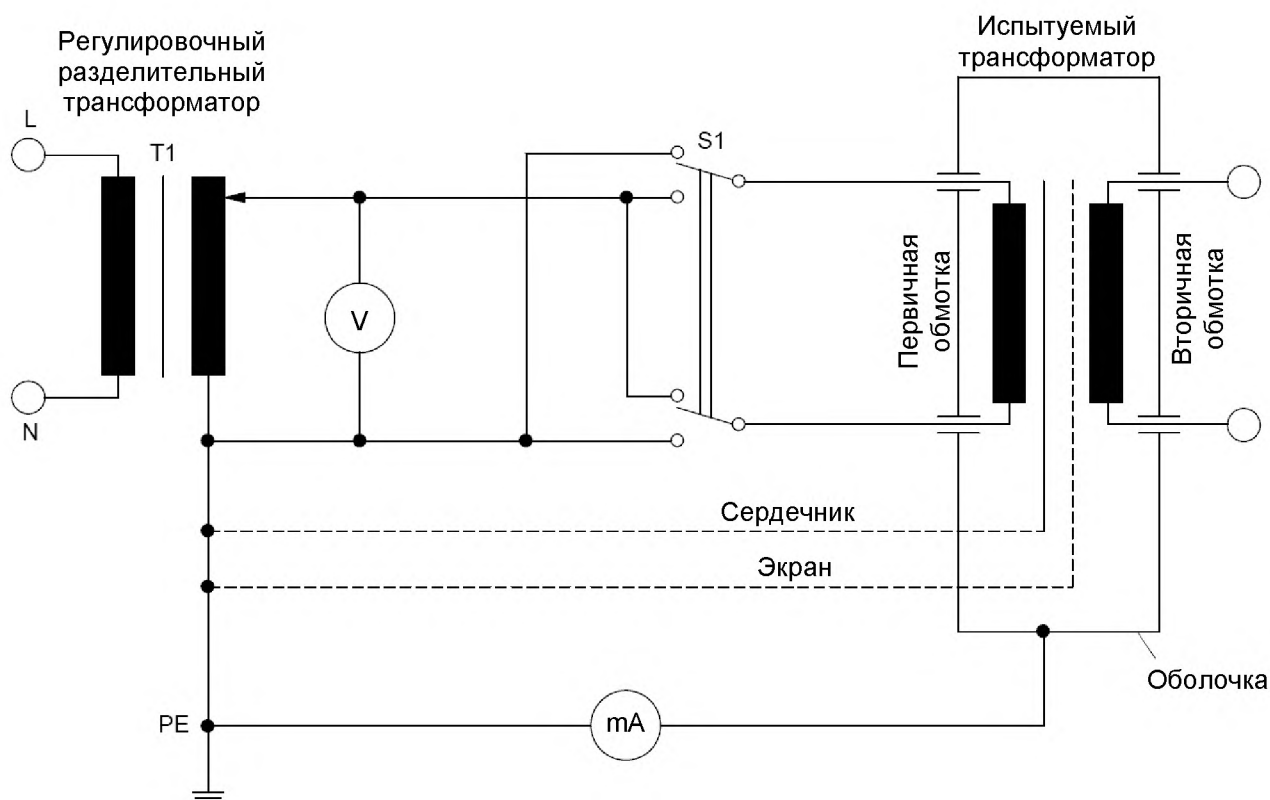 Регулировочный
разделительный
трансформатор
Испытуемый
трансформатор
L
T1
S1
V
N
Первичная
обмотка
Вторичная
обмотка
Сердечник
Экран
Оболочка
PE
mA